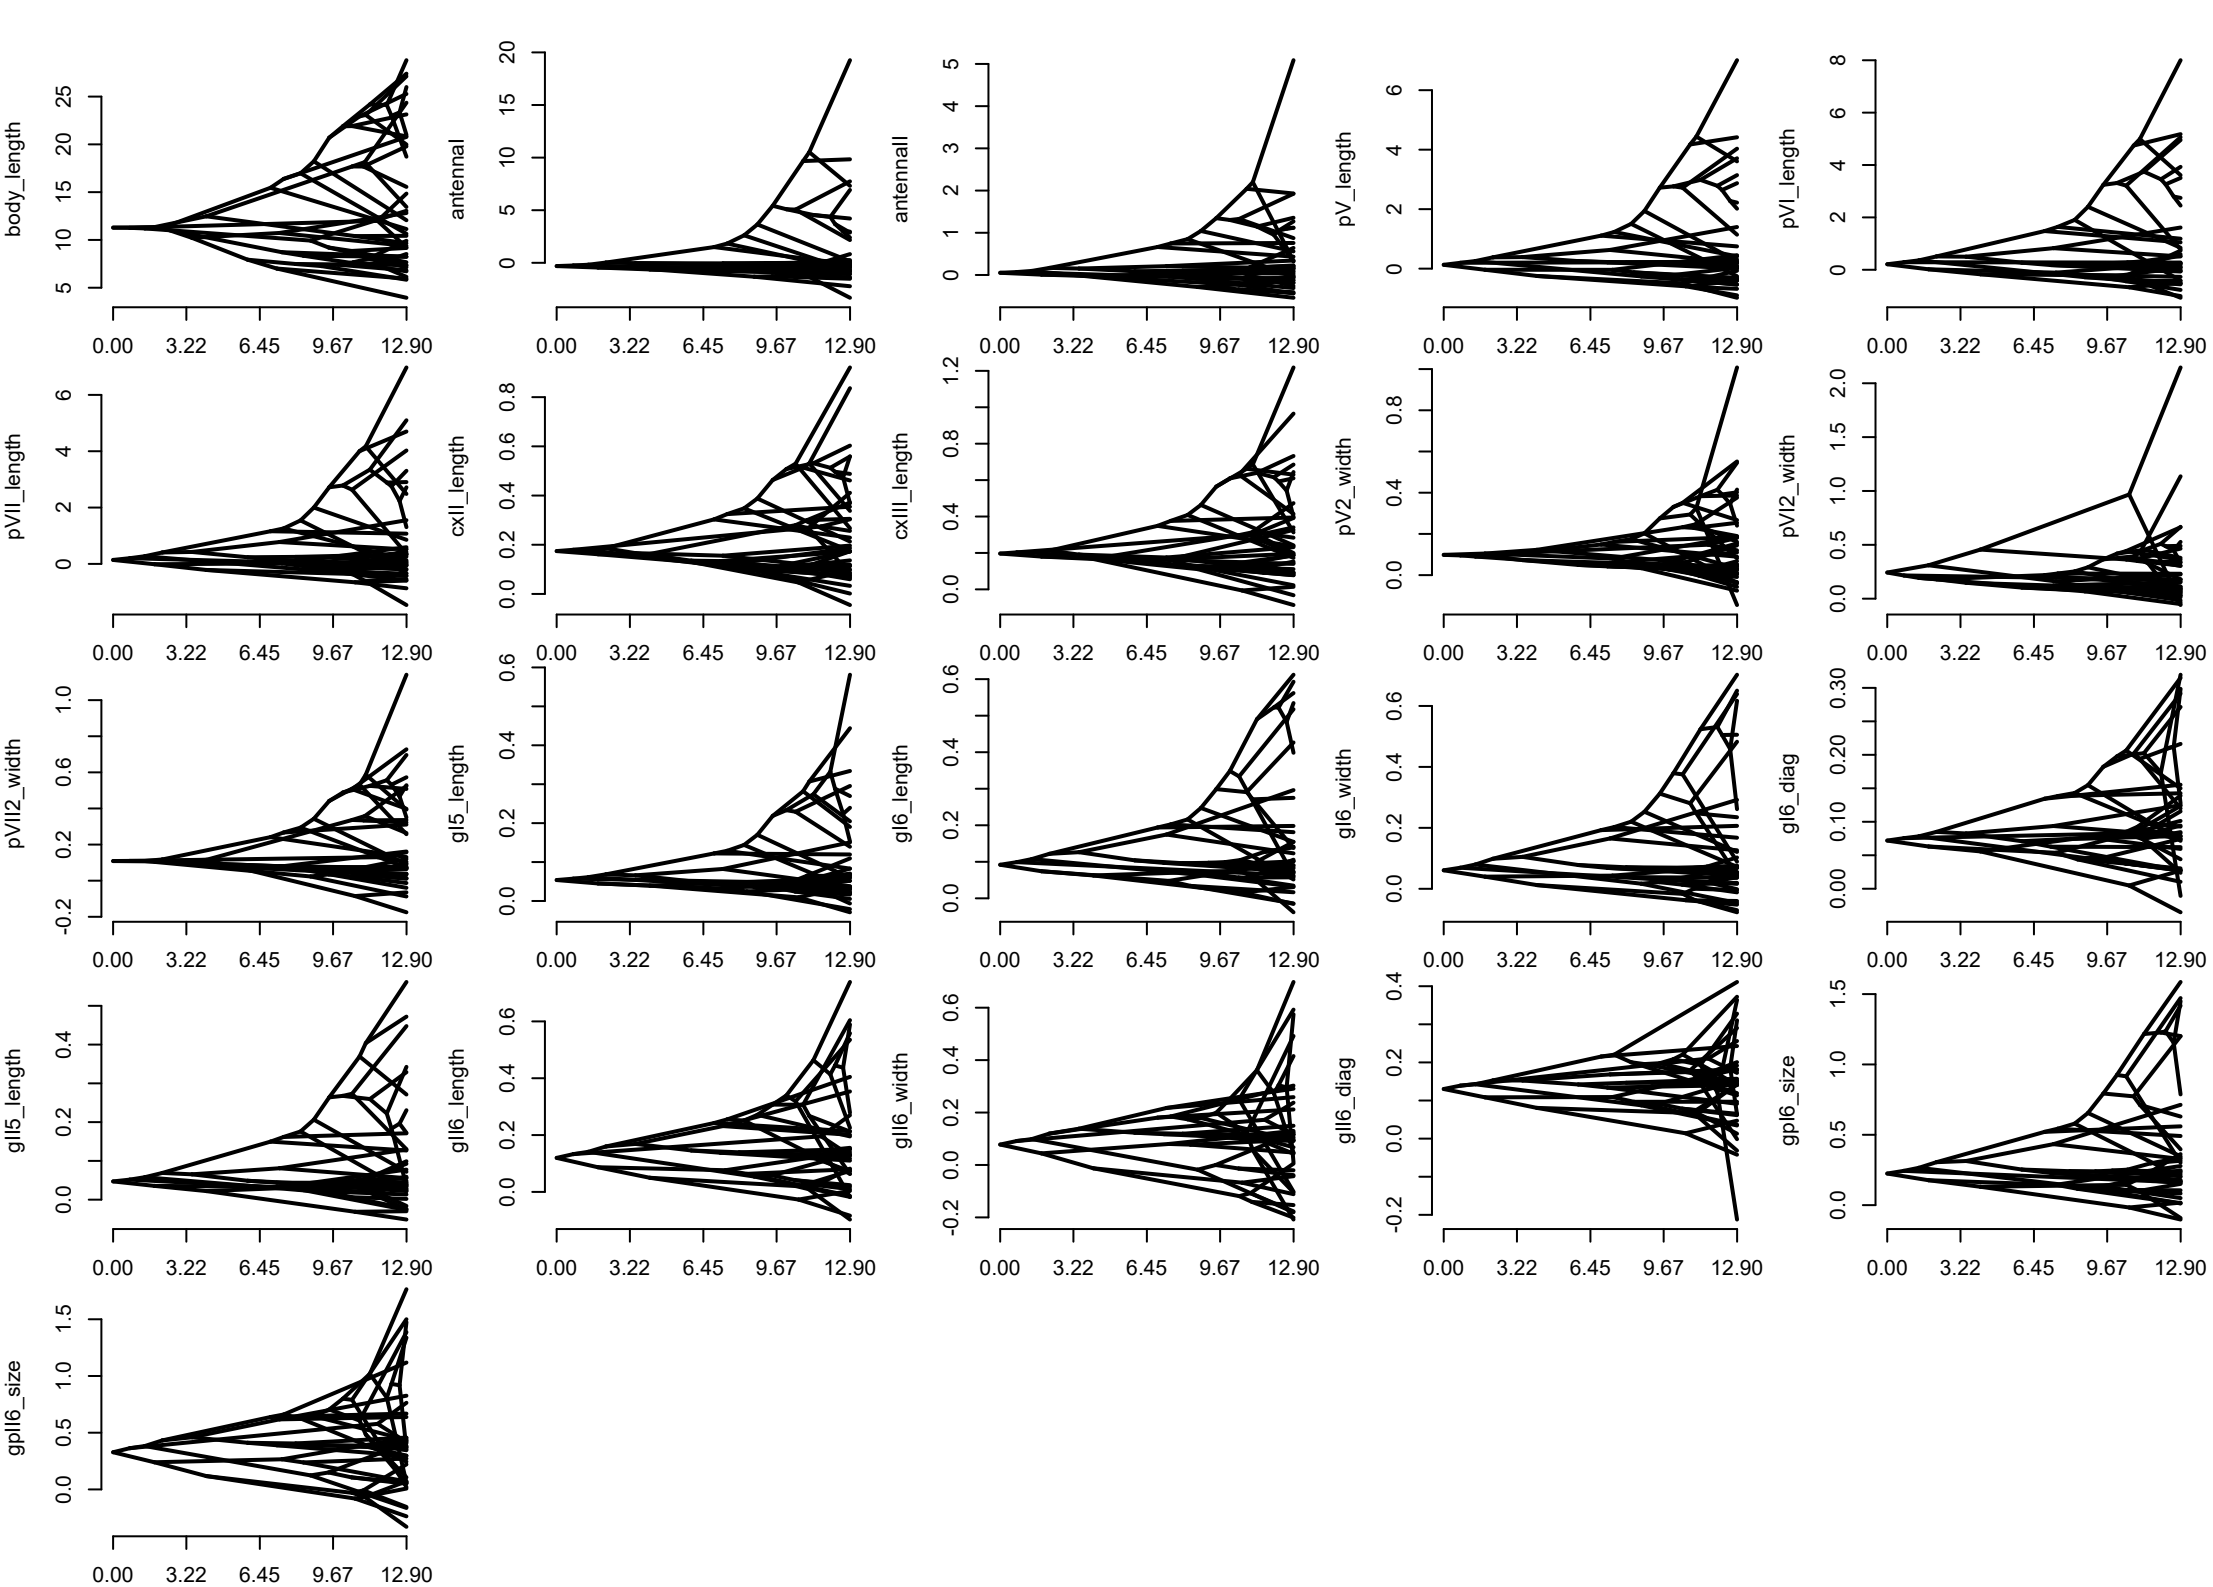 body_length
5 10 15 20 25
0.00 3.22 6.45 9.67 12.90
antennaI
0 5 10 15 20
0.00 3.22 6.45 9.67 12.90
antennaII
0 1 2 3 4 5
0.00 3.22 6.45 9.67 12.90
pV_length
0 2 4 6
0.00 3.22 6.45 9.67 12.90
pVI_length
0 2 4 6 8
0.00 3.22 6.45 9.67 12.90
pVII_length
0 2 4 6
0.00 3.22 6.45 9.67 12.90
cxII_length
0.0 0.2 0.4 0.6 0.8
0.00 3.22 6.45 9.67 12.90
cxIII_length
0.0 0.4 0.8 1.2
0.00 3.22 6.45 9.67 12.90
pV2_width
0.0 0.4 0.8
0.00 3.22 6.45 9.67 12.90
pVI2_width
0.0 0.5 1.0 1.5 2.0
0.00 3.22 6.45 9.67 12.90
pVII2_width
-0.2 0.2 0.6 1.0
0.00 3.22 6.45 9.67 12.90
gI5_length
0.0 0.2 0.4 0.6
0.00 3.22 6.45 9.67 12.90
gI6_length
0.0 0.2 0.4 0.6
0.00 3.22 6.45 9.67 12.90
gI6_width
0.0 0.2 0.4 0.6
0.00 3.22 6.45 9.67 12.90
gI6_diag
0.00 0.10 0.20 0.30
0.00 3.22 6.45 9.67 12.90
gII5_length
0.0 0.2 0.4
0.00 3.22 6.45 9.67 12.90
gII6_length
0.0 0.2 0.4 0.6
0.00 3.22 6.45 9.67 12.90
gII6_width
-0.2 0.0 0.2 0.4 0.6
0.00 3.22 6.45 9.67 12.90
gII6_diag
-0.2 0.0 0.2 0.4
0.00 3.22 6.45 9.67 12.90
gpI6_size
0.0 0.5 1.0 1.5
0.00 3.22 6.45 9.67 12.90
gpII6_size
0.0 0.5 1.0 1.5
0.00 3.22 6.45 9.67 12.90